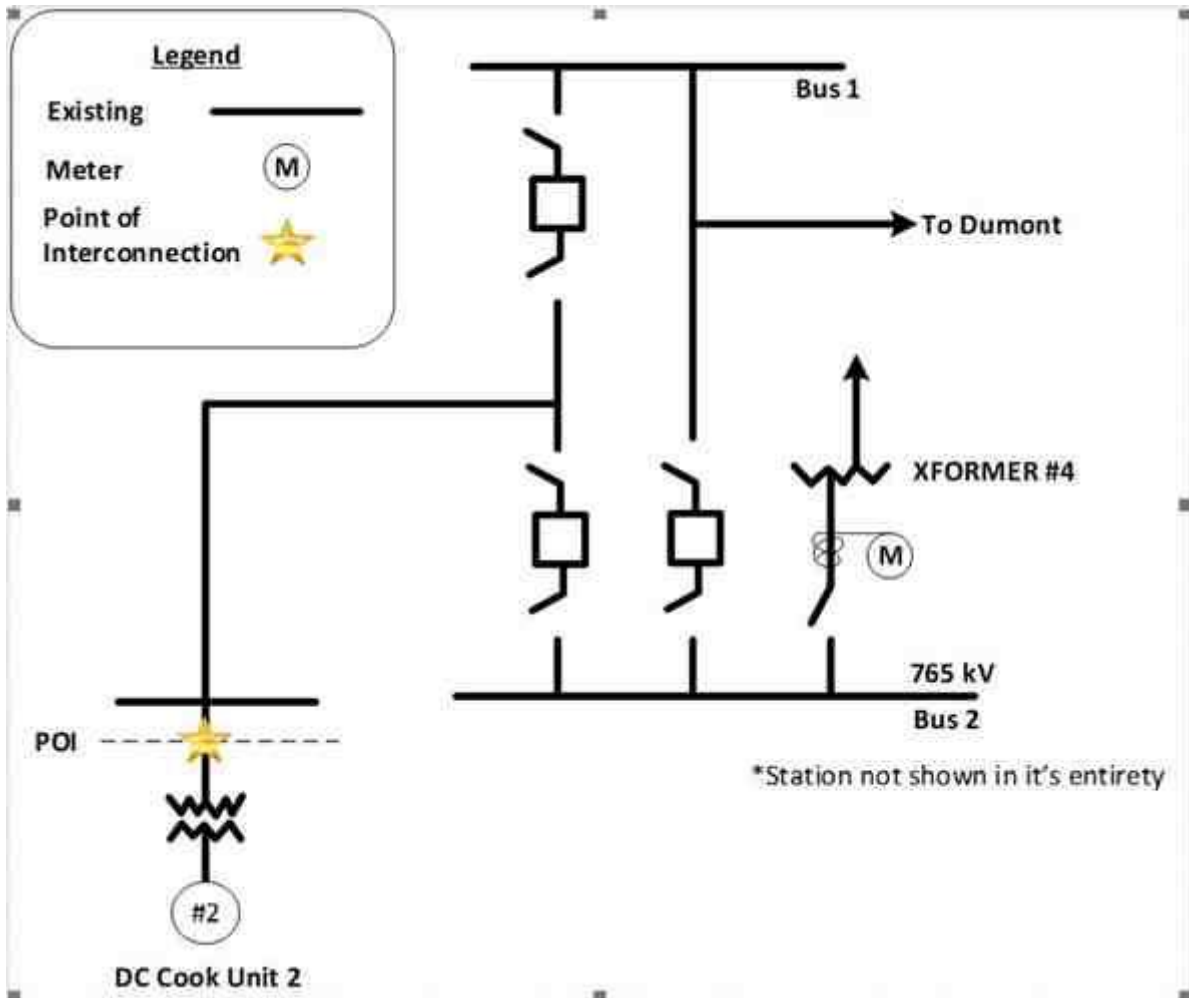 Legend
Existing
Meter
M
Point of
Interconnection
Bus 1
To Dumont
XFORMER #4
M
765 kV
Bus 2
POI
*Station not shown in it's entirety
#2
DC Cook Unit 2